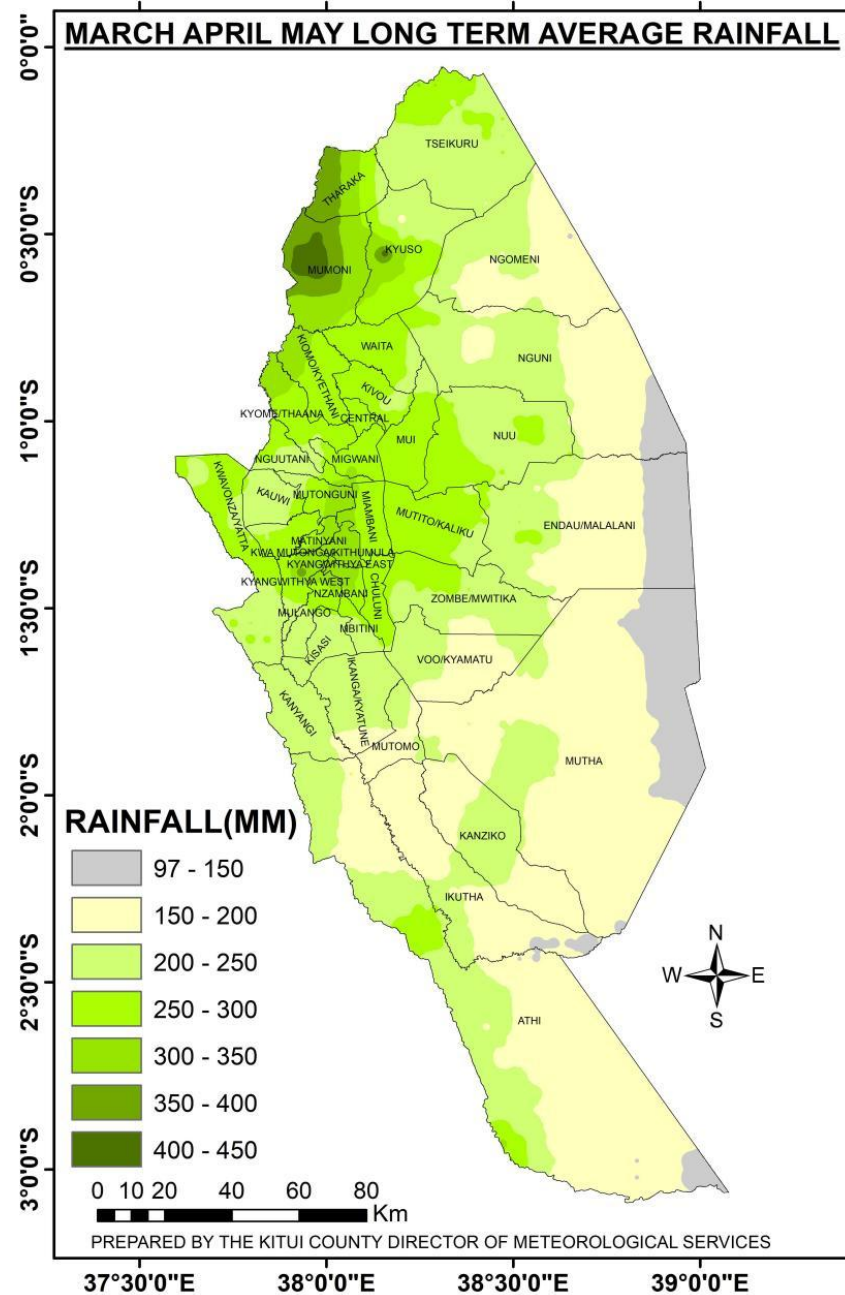 MARCH APRIL MAY LONG TERM AVERAGE RAINFALL
0°0'0"
0°30'0"S
1°0'0"S
1°30'0"S
2°0'0"S
2°30'0"S
3°0'0"S
TSEIKURU
THARAKA
KYUSO
NGOMENI
MUMONI
WAITA
KIOMO/KYETHANI
NGUNI
KIVOU
KYOME/THAANA
CENTRAL
MUI
NUU
NGUUTANI
MIGWANI
KAUWI
MUTONGUNI
KWAVONZA/YATTA
MIAMBANI
MUTITO/KALIKU
ENDAU/MALALANI
MATINYANI
KWA MUTONGA/KITHUMULA
KYANGWITHYA EAST
KYANGWITHYA WEST
NZAMBANI
CHULUNI
ZOMBE/MWITIKA
MULANGO
MBITINI
KISASI
VOO/KYAMATU
KANYANGI
IKANGA/KYATUNE
MUTOMO
MUTHA
KANZIKO
IKUTHA
ATHI
RAINFALL(MM)
97 - 150
150 - 200
200 - 250
250 - 300
300 - 350
350 - 400
400 - 450
N
W E
S
0 10 20 40 60 80
Km
PREPARED BY THE KITUI COUNTY DIRECTOR OF METEOROLOGICAL SERVICES
37°30'0"E 38°0'0"E 38°30'0"E 39°0'0"E